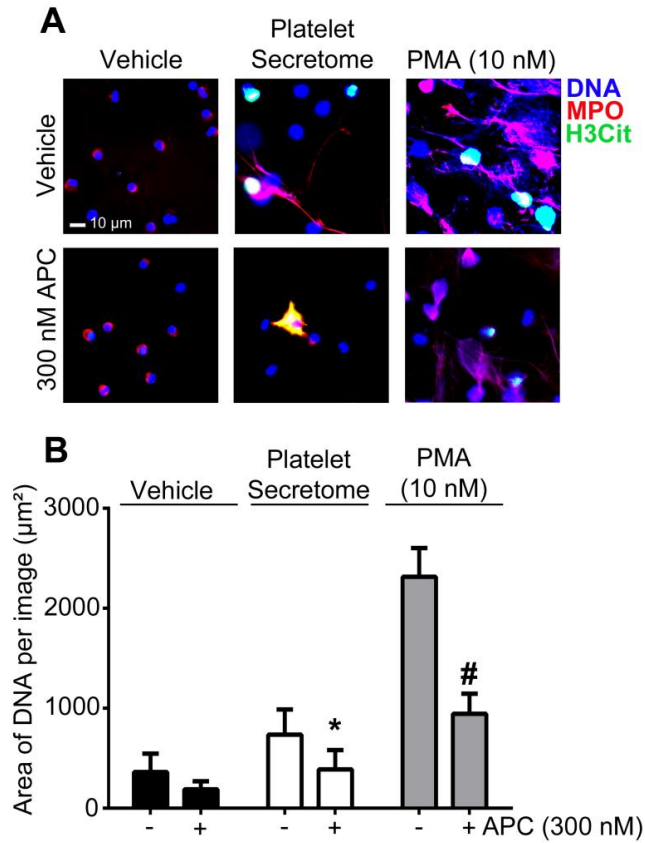 A
Vehicle
Platelet
Secretome
PMA (10 nM)
DNA
MPO
H3Cit
Vehicle
10 µm
300 nM APC
B
Vehicle
Platelet
Secretome
PMA
(10 nM)
Area of DNA per image (µm²)
3000
2000
1000
0
*
#
- + - + - + APC (300 nM)